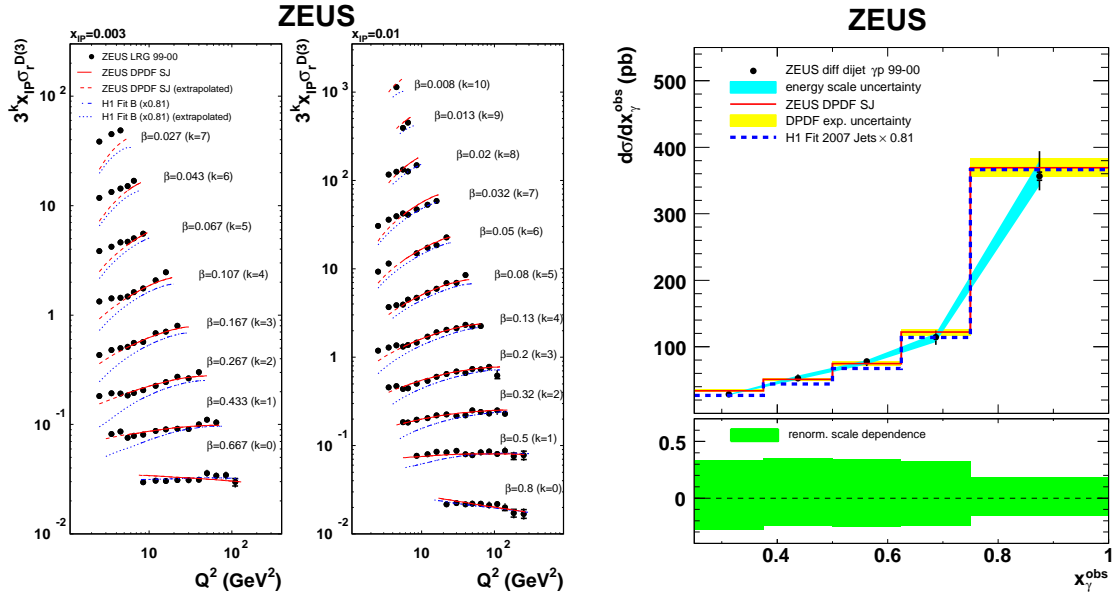 ZEUS
x_IP=0.003
x_IP=0.01
3^k x_IP σ_r^D(3)
10^2
10
1
10^-1
10^-2
ZEUS LRG 99-00
ZEUS DPDF SJ
ZEUS DPDF SJ (extrapolated)
H1 Fit B (x0.81)
H1 Fit B (x0.81) (extrapolated)
β=0.027 (k=7)
β=0.043 (k=6)
β=0.067 (k=5)
β=0.107 (k=4)
β=0.167 (k=3)
β=0.267 (k=2)
β=0.433 (k=1)
β=0.667 (k=0)
10
10^2
Q^2 (GeV^2)
3^k x_IP σ_r^D(3)
10^3
10^2
10
1
10^-1
10^-2
β=0.008 (k=10)
β=0.013 (k=9)
β=0.02 (k=8)
β=0.032 (k=7)
β=0.05 (k=6)
β=0.08 (k=5)
β=0.13 (k=4)
β=0.2 (k=3)
β=0.32 (k=2)
β=0.5 (k=1)
β=0.8 (k=0)
10
10^2
Q^2 (GeV^2)
ZEUS
dσ/dx_γ^obs (pb)
500
400
300
200
100
ZEUS diff dijet γp 99-00
energy scale uncertainty
ZEUS DPDF SJ
DPDF exp. uncertainty
H1 Fit 2007 Jets × 0.81
0.5
0
renorm. scale dependence
0.4
0.6
0.8
1
x_γ^obs